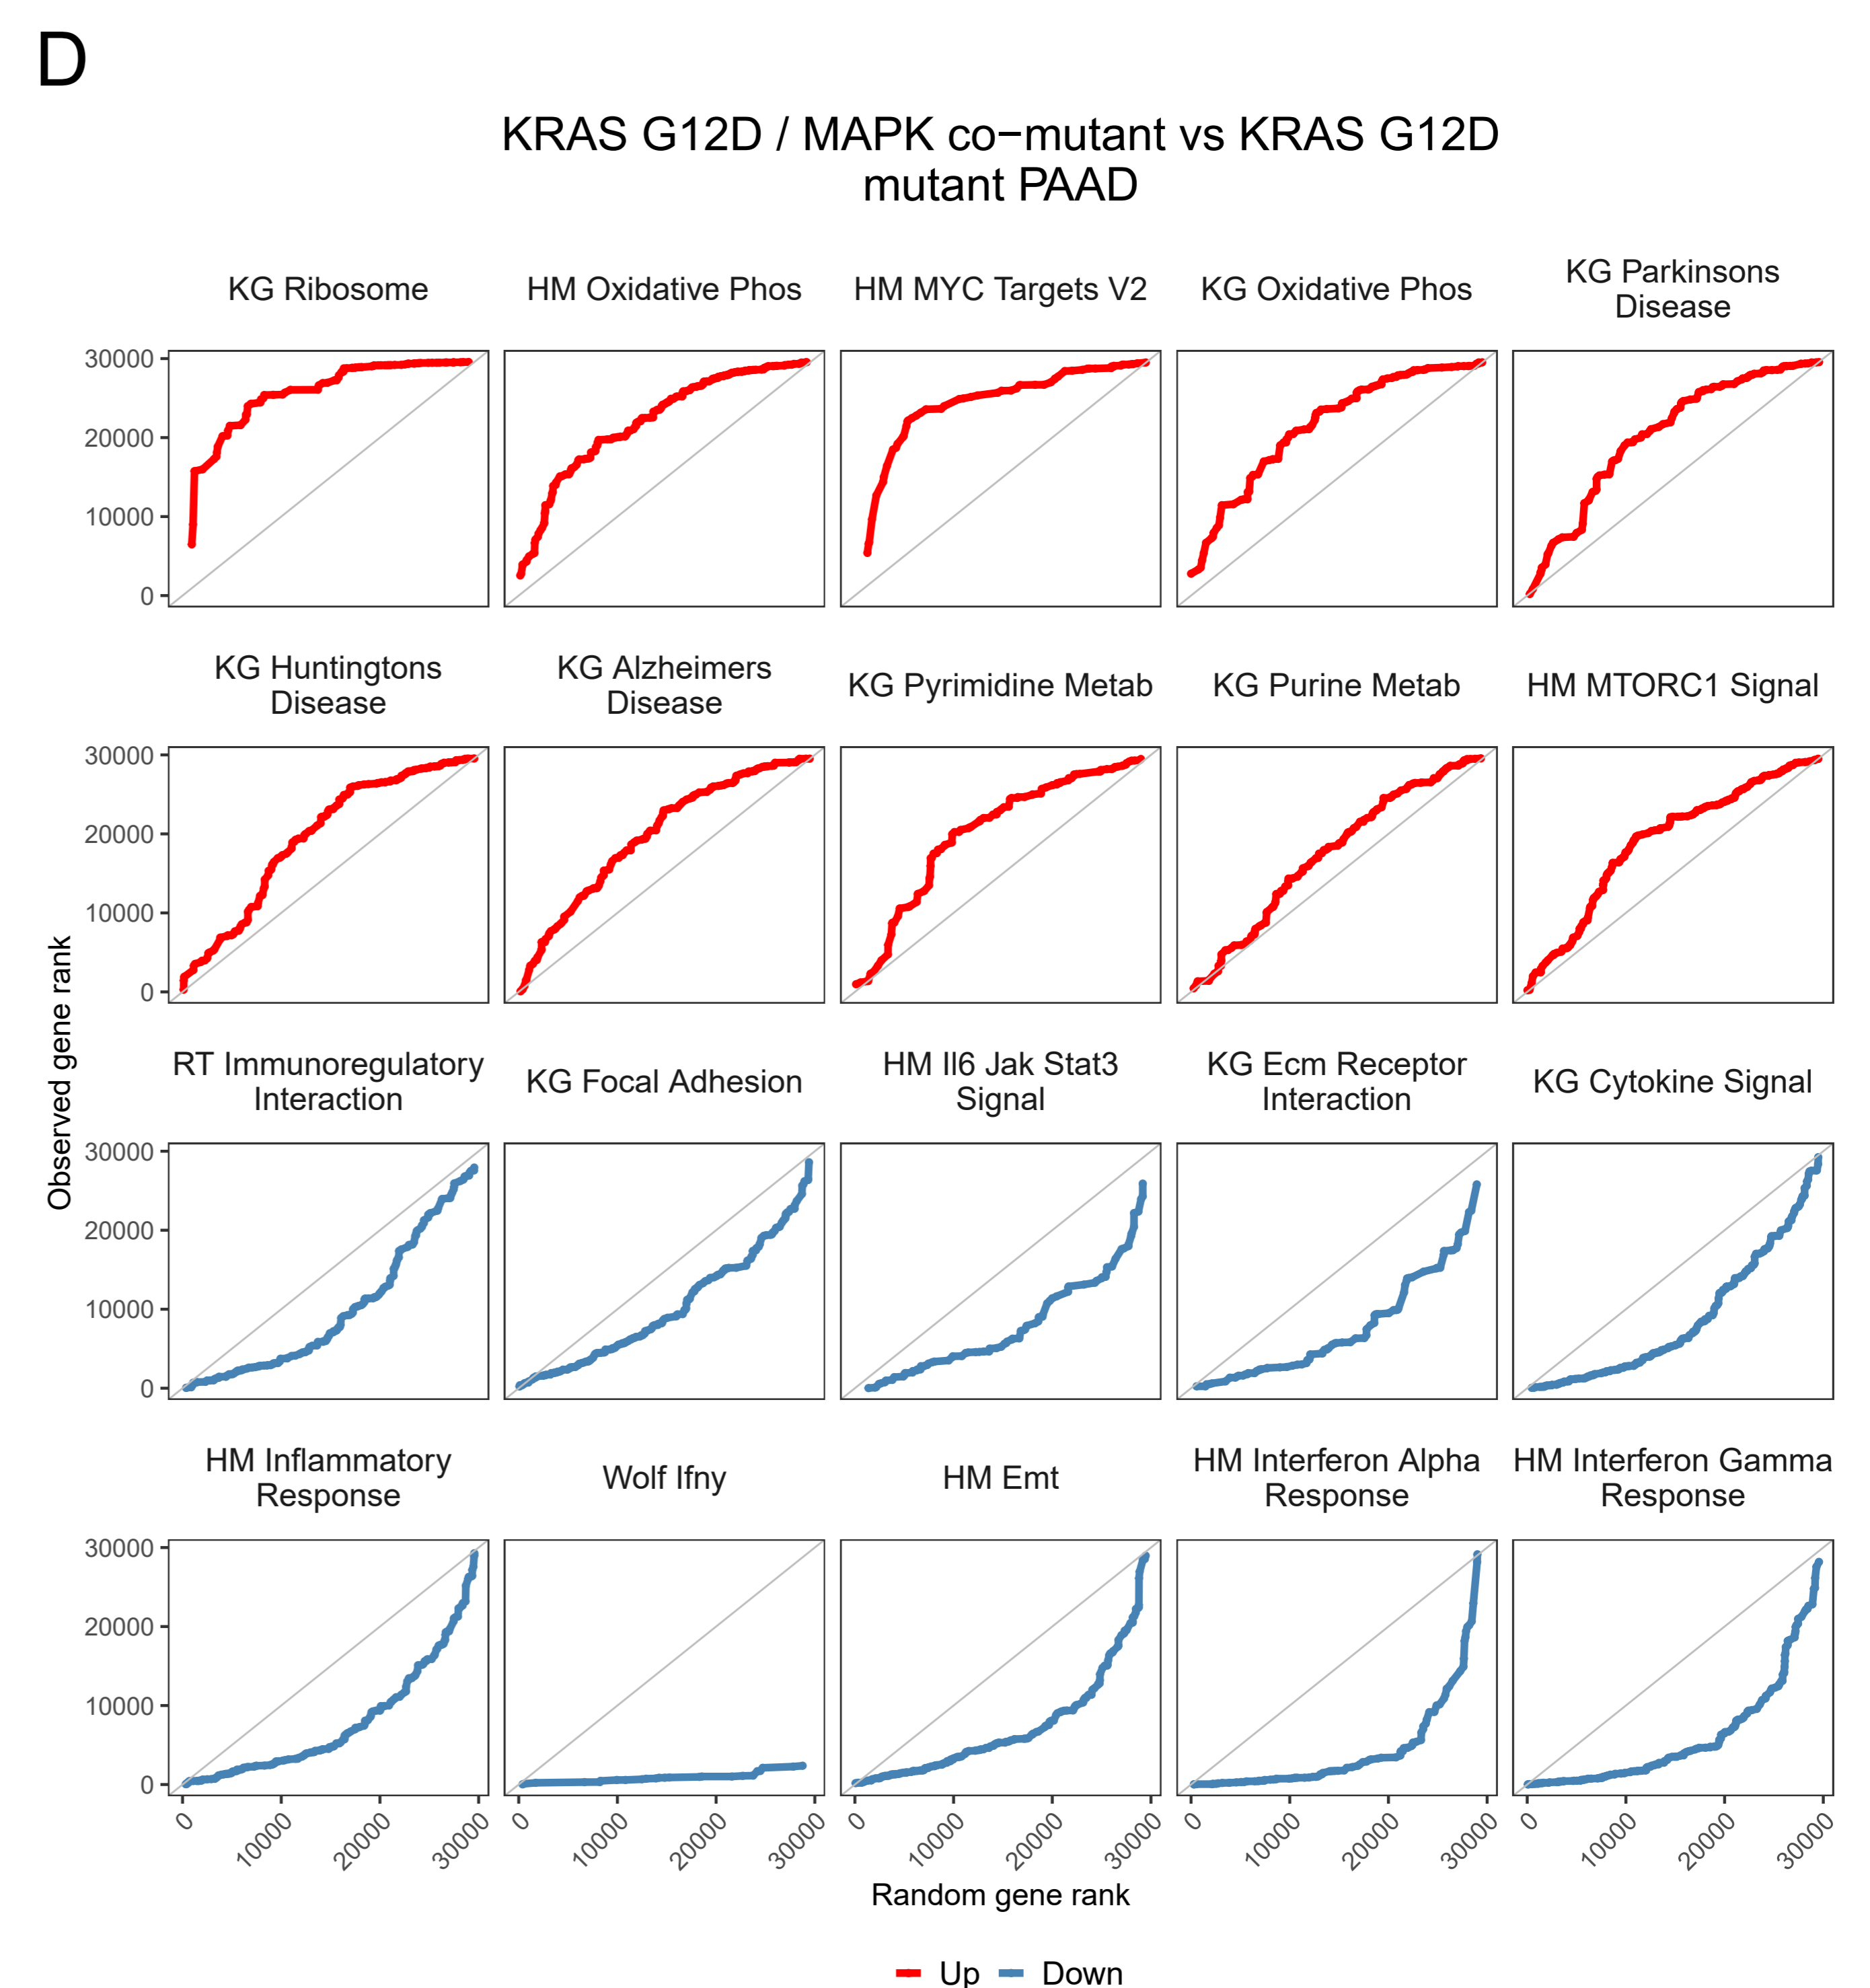 D
KRAS G12D / MAPK co−mutant vs KRAS G12D
mutant PAAD
KG Ribosome
HM Oxidative Phos
HM MYC Targets V2
KG Oxidative Phos
KG Parkinsons
Disease
30000
20000
10000
0
KG Huntingtons
Disease
KG Alzheimers
Disease
KG Pyrimidine Metab
KG Purine Metab
HM MTORC1 Signal
30000
20000
10000
0
Observed gene rank
RT Immunoregulatory
Interaction
KG Focal Adhesion
HM Il6 Jak Stat3
Signal
KG Ecm Receptor
Interaction
KG Cytokine Signal
30000
20000
10000
0
HM Inflammatory
Response
Wolf Ifny
HM Emt
HM Interferon Alpha
Response
HM Interferon Gamma
Response
30000
20000
10000
0
0 10000 20000 30000
0 10000 20000 30000
0 10000 20000 30000
0 10000 20000 30000
0 10000 20000 30000
Random gene rank
Up Down